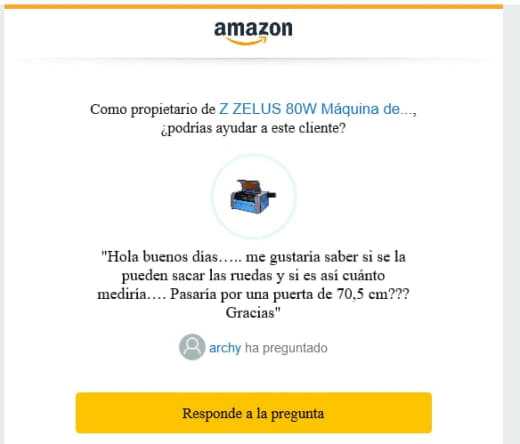 amazon
Como propietario de Z ZELUS 80W Máquina de...,
¿podrías ayudar a este cliente?
"Hola buenos días….. me gustaría saber si se la
pueden sacar las ruedas y si es así cuánto
mediría…. Pasaría por una puerta de 70,5 cm???
Gracias"
archy ha preguntado
Responde a la pregunta